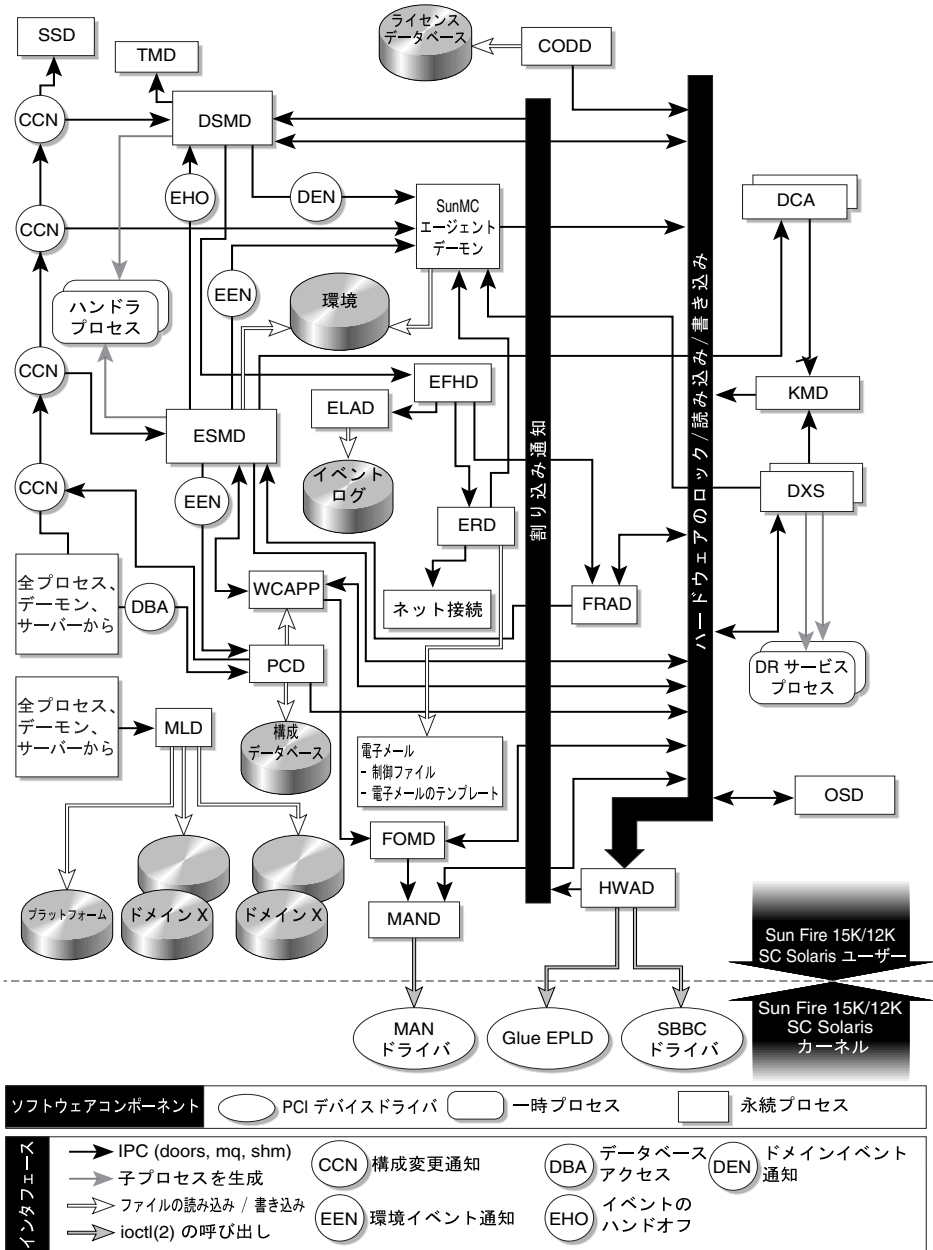 SSD
TMD
ライセンス
データベース
CODD
CCN
DSMD
EHO
DEN
SunMC
エージェント
デーモン
DCA
CCN
EEN
環境
ハンドラ
プロセス
CCN
EFHD
ELAD
KMD
ESMD
イベント
ログ
割り込み通知
ハードウェアのロック/読み込み/書き込み
CCN
EEN
ERD
DXS
全プロセス、
デーモン、
サーバーから
DBA
WCAPP
ネット接続
FRAD
PCD
DR サービス
プロセス
全プロセス、
デーモン、
サーバーから
MLD
構成
データベース
電子メール
- 制御ファイル
- 電子メールのテンプレート
OSD
FOMD
HWAD
プラットフォーム
ドメイン X
ドメイン X
MAND
Sun Fire 15K/12K
SC Solaris ユーザー
MAN
ドライバ
Glue EPLD
SBBC
ドライバ
Sun Fire 15K/12K
SC Solaris
カーネル
ソフトウェアコンポーネント
PCI デバイスドライバ
一時プロセス
永続プロセス
インタフェース
IPC (doors, mq, shm)
子プロセスを生成
ファイルの読み込み / 書き込み
ioctl(2) の呼び出し
CCN
構成変更通知
EEN
環境イベント通知
DBA
データベース
アクセス
EHO
イベントの
ハンドオフ
DEN
ドメインイベント
通知